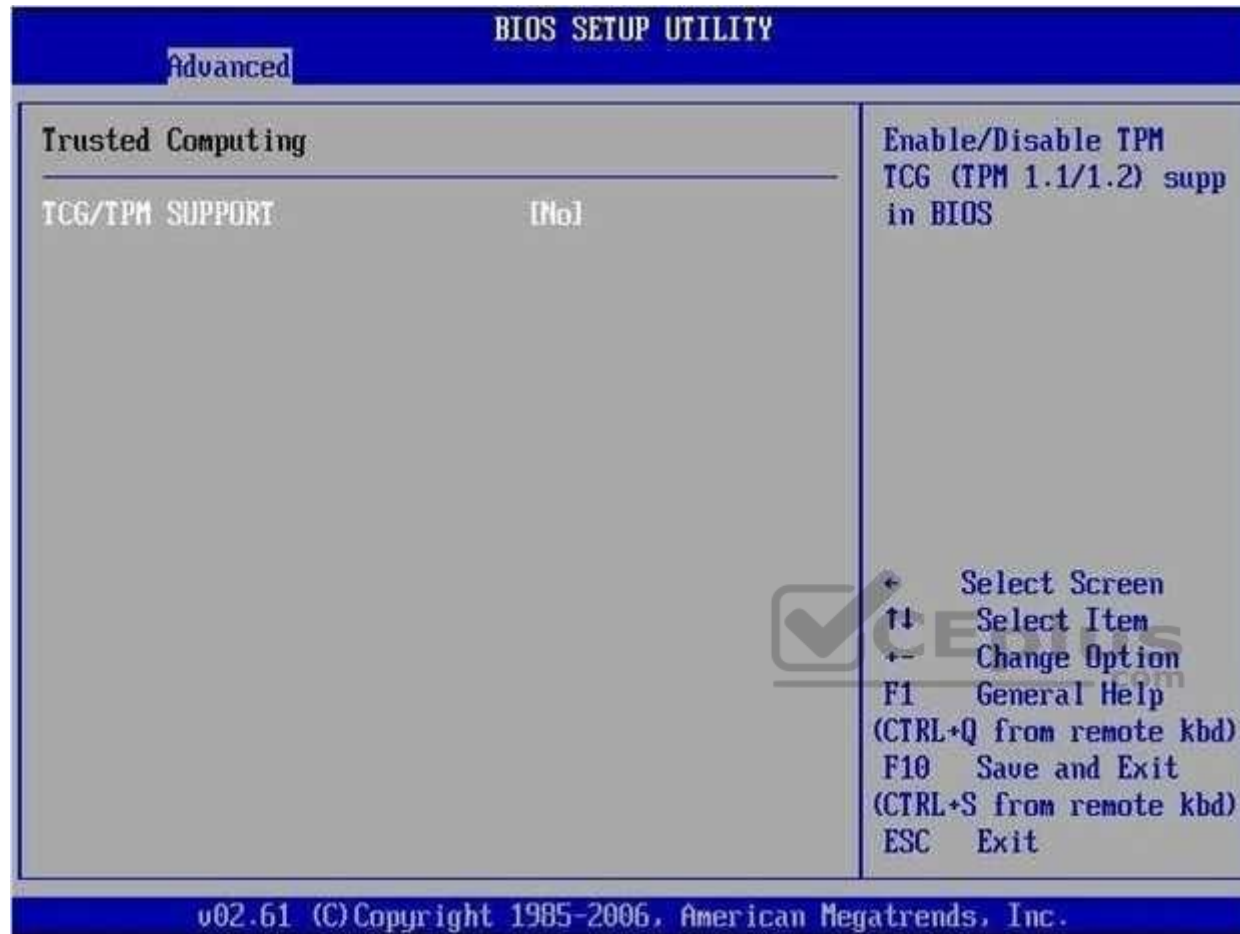 BIOS SETUP UTILITY
Advanced
Trusted Computing
TCG/TPM SUPPORT [No]
Enable/Disable TPM
TCG (TPM 1.1/1.2) supp
in BIOS
← Select Screen
↑↓ Select Item
+- Change Option
F1 General Help
(CTRL+Q from remote kbd)
F10 Save and Exit
(CTRL+S from remote kbd)
ESC Exit
v02.61 (C)Copyright 1985-2006, American Megatrends, Inc.
CEplus
.com